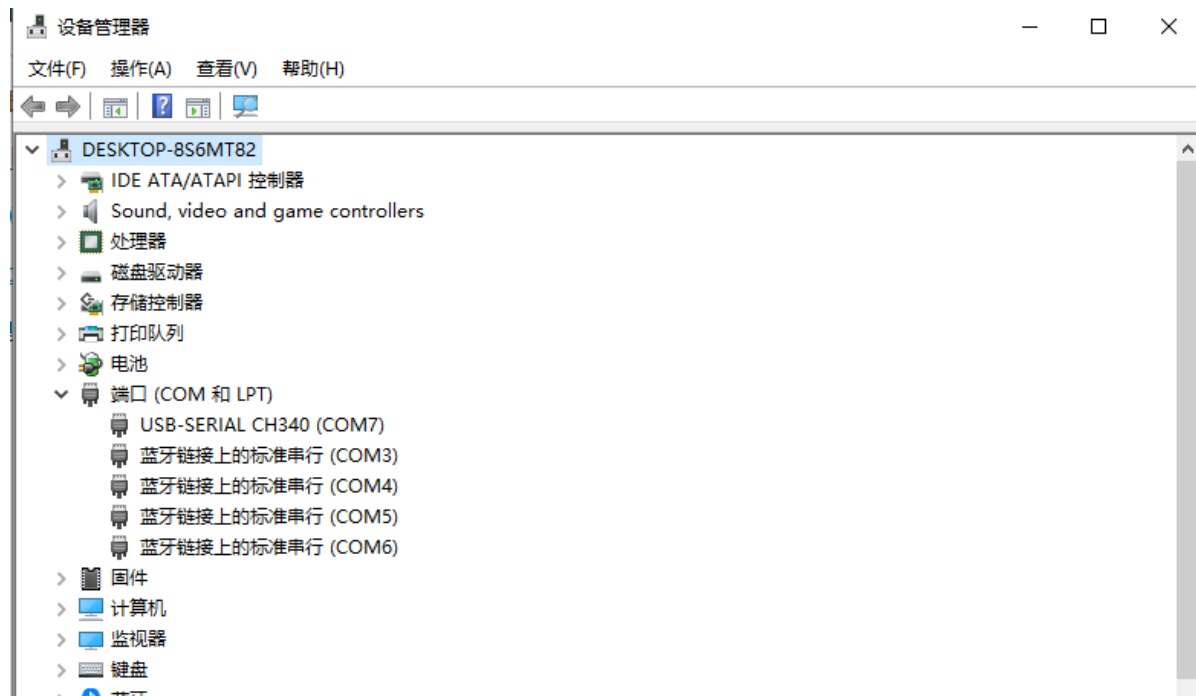 设备管理器
文件(F) 操作(A) 查看(V) 帮助(H)
DESKTOP-8S6MT82
IDE ATA/ATAPI 控制器
Sound, video and game controllers
处理器
磁盘驱动器
存储控制器
打印队列
电池
端口 (COM 和 LPT)
USB-SERIAL CH340 (COM7)
蓝牙链接上的标准串行 (COM3)
蓝牙链接上的标准串行 (COM4)
蓝牙链接上的标准串行 (COM5)
蓝牙链接上的标准串行 (COM6)
固件
计算机
监视器
键盘